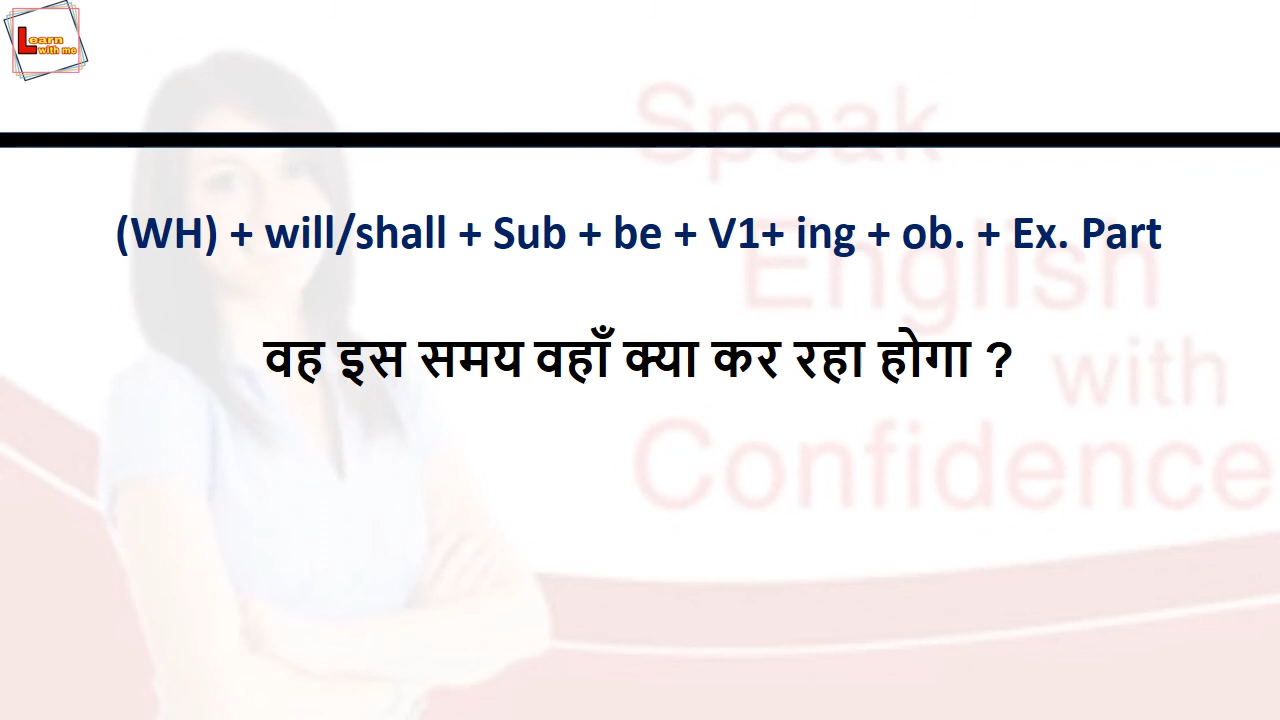 Learn
with me
Speak
(WH) + will/shall + Sub + be + V1+ ing + ob. + Ex. Part
English
वह इस समय वहाँ क्या कर रहा होगा ?
with
Confidence